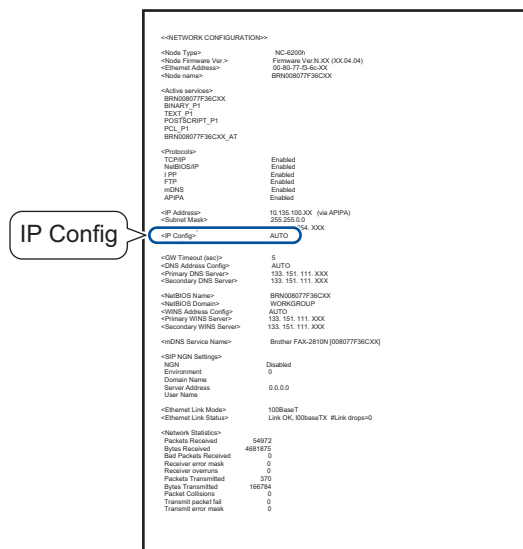 <<NETWORK CONFIGURATION>>
<Node Type> NC-6200h
<Node Firmware Ver.> Firmware Ver.N.XX (XX.04.04)
<Ethernet Address> 00-80-77-f3-6c-XX
<Node name> BRN008077F36CXX
<Active services>
BRN008077F36CXX
BINARY_P1
TEXT_P1
POSTSCRIPT_P1
PCL_P1
BRN008077F36CXX_AT
<Protocols>
TCP/IP Enabled
NetBIOS/IP Enabled
I PP Enabled
FTP Enabled
mDNS Enabled
APIPA Enabled
<IP Address> 10.135.100.XX (via APIPA)
<Subnet Mask> 255.255.0.0
254. XXX
IP Config
<IP Config> AUTO
<GW Timeout (sec)> 5
<DNS Address Config> AUTO
<Primary DNS Server> 133. 151. 111. XXX
<Secondary DNS Server> 133. 151. 111. XXX
<NetBIOS Name> BRN008077F36CXX
<NetBIOS Domain> WORKGROUP
<WINS Address Config> AUTO
<Primary WINS Server> 133. 151. 111. XXX
<Secondary WINS Server> 133. 151. 111. XXX
<mDNS Service Name> Brother FAX-2810N [008077F36CXX]
<SIP NGN Settings>
NGN Disabled
Environment 0
Domain Name
Server Address 0.0.0.0
User Name
<Ethernet Link Mode> 100BaseT
<Ethernet Link Status> Link OK, l00baseTX #Link drops=0
<Network Statistics>
Packets Received 54972
Bytes Received 4681875
Bad Packets Received 0
Receiver error mask 0
Receiver overruns 0
Packets Transmitted 370
Bytes Transmitted 166784
Packet Collisions 0
Transmit packet fail 0
Transmit error mask 0